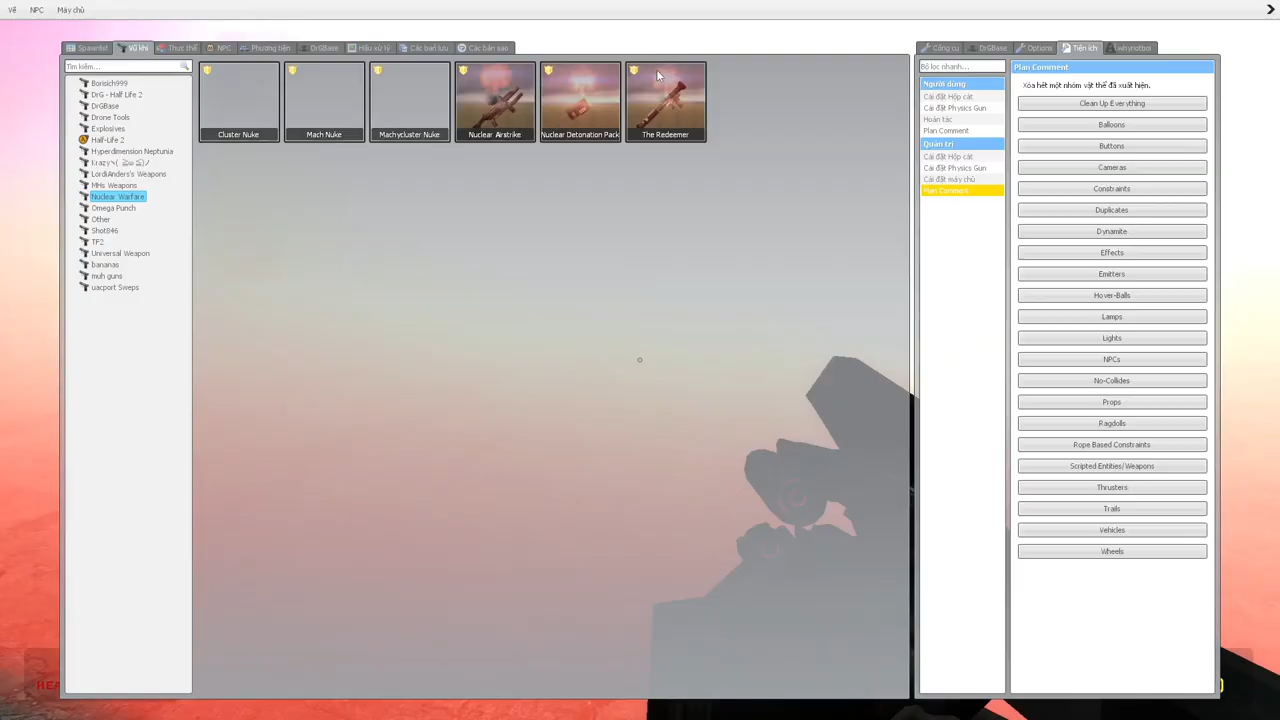 Vẽ NPC Máy chủ
Spawnlist Vũ khí Thực thể NPC Phương tiện DrGBase Hậu xử lý Các bản lưu Các bản sao
Công cụ DrGBase Options Tiện ích whynotboi
Tìm kiếm...
Borisich999
DrG - Half Life 2
DrGBase
Drone Tools
Explosives
Half-Life 2
Hyperdimension Neptunia
LordiAnders's Weapons
MHs Weapons
Nuclear Warfare
Omega Punch
Other
Shot846
TF2
Universal Weapon
bananas
muh guns
uacport Sweps
Cluster Nuke
Mach Nuke
Machycluster Nuke
Nuclear Airstrike
Nuclear Detonation Pack
The Redeemer
Bộ lọc nhanh...
Người dùng
Cài đặt Hộp cát
Cài đặt Physics Gun
Hoàn tác
Plan Comment
Quản trị
Cài đặt Hộp cát
Cài đặt Physics Gun
Cài đặt máy chủ
Plan Comment
Plan Comment
Xóa hết một nhóm vật thể đã xuất hiện.
Clean Up Everything
Balloons
Buttons
Cameras
Constraints
Duplicates
Dynamite
Effects
Emitters
Hover-Balls
Lamps
Lights
NPCs
No-Collides
Props
Ragdolls
Rope Based Constraints
Scripted Entities/Weapons
Thrusters
Trails
Vehicles
Wheels